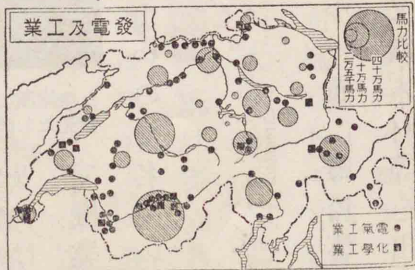 發電及工業
馬力比較
四十万馬力
十万馬力
二万五千馬力
電氣工業
化學工業